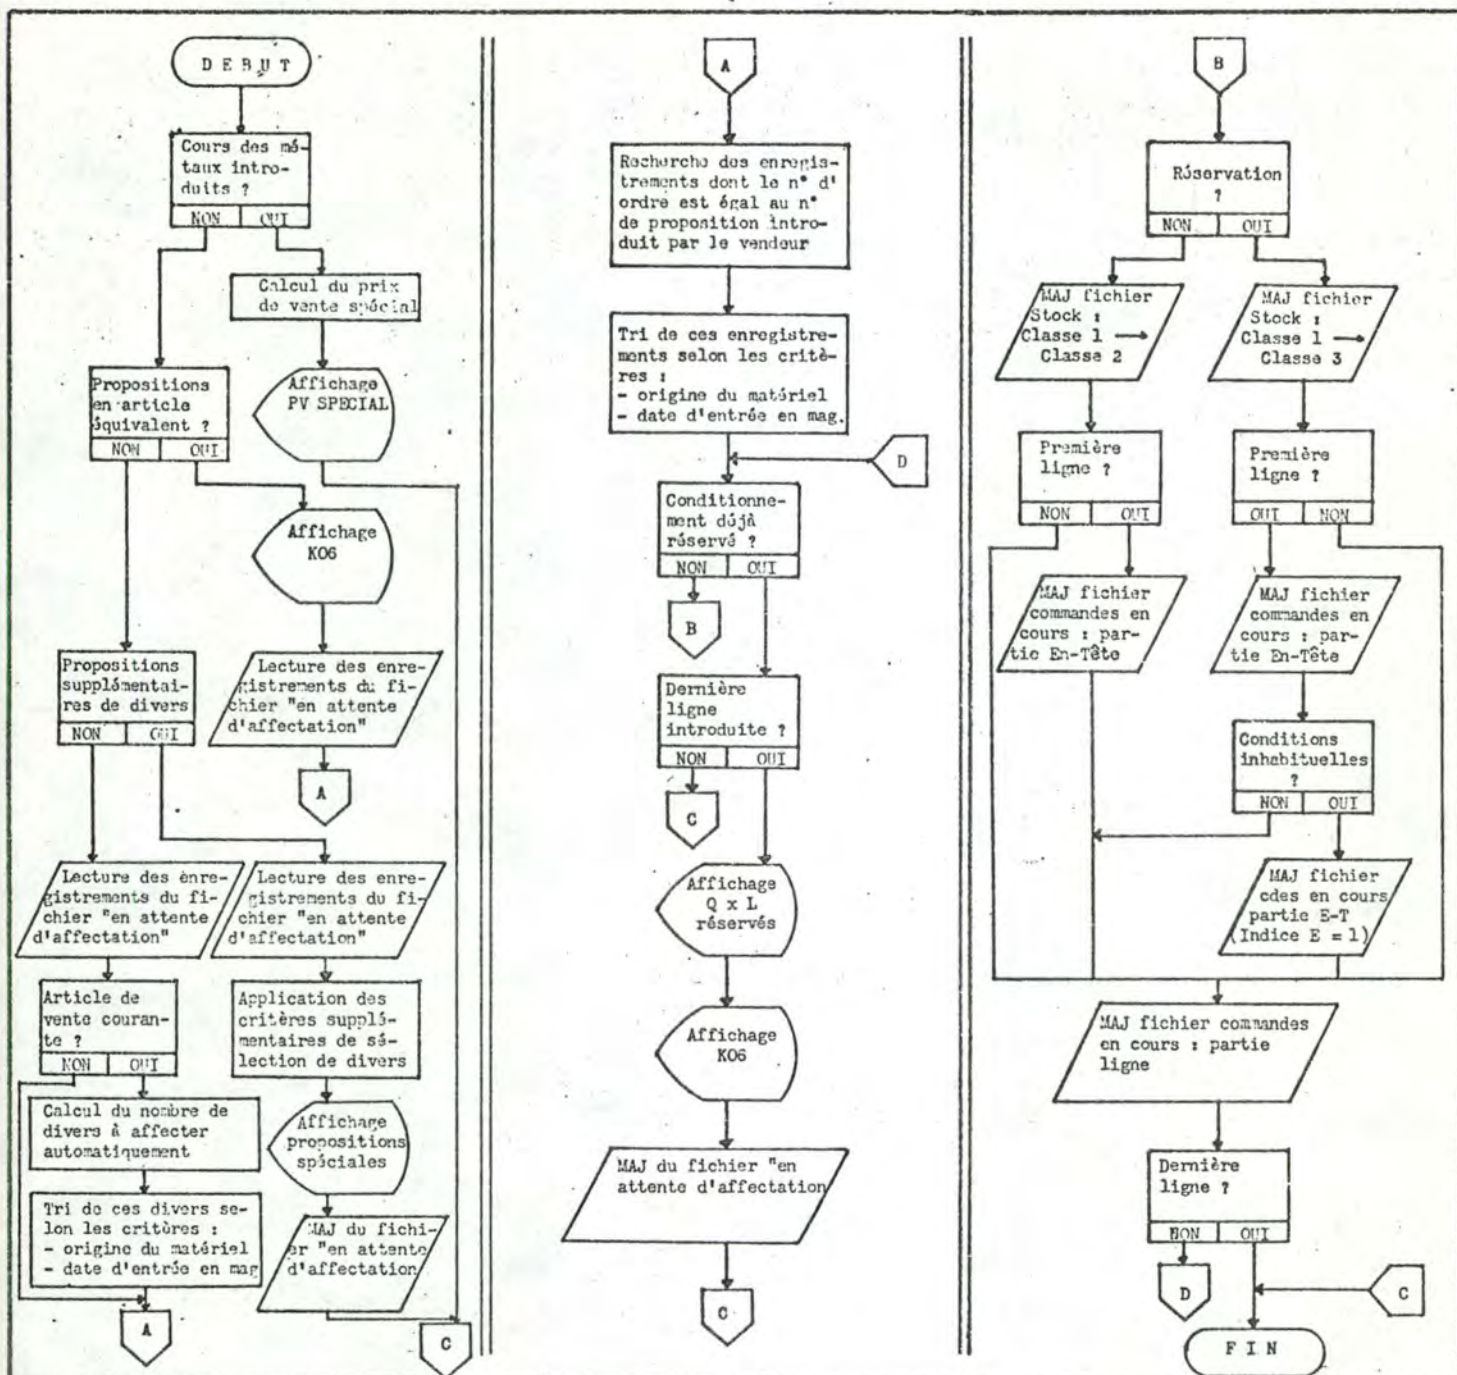 DEBUT
Cours des mé-
taux intro-
duits ?
NON OUI
Calcul du prix
de vente spécial
Propositions
en article
équivalent ?
NON OUI
Affichage
PV SPECIAL
Affichage
K06
Propositions
supplémentai-
res de divers
NON OUI
Lecture des enre-
gistrements du fi-
chier "en attente
d'affectation"
A
Lecture des enre-
gistrements du fi-
chier "en attente
d'affectation"
Lecture des enre-
gistrements du fi-
chier "en attente
d'affectation"
Article de
vente couran-
te ?
NON OUI
Application des
critères supplé-
mentaires de sé-
lection de divers
Calcul du nombre de
divers à affecter
automatiquement
Affichage
propositions
spéciales
Tri de ces divers se-
lon les critères :
- origine du matériel
- date d'entrée en mag
MAJ du fichi-
er "en attente
d'affectation
A
C
A
Recherche des enregis-
trements dont le n° d'
ordre est égal au n°
de proposition intro-
duit par le vendeur
Tri de ces enregistre-
ments selon les critè-
res :
- origine du matériel
- date d'entrée en mag.
D
Conditionne-
ment déjà
réservé ?
NON OUI
B
Dernière
ligne
introduite ?
NON OUI
C
Affichage
Q x L
réservés
Affichage
K06
MAJ du fichier "en
attente d'affectation
C
B
Réservation
?
NON OUI
MAJ fichier
Stock :
Classe 1 →
Classe 2
MAJ fichier
Stock :
Classe 1 →
Classe 3
Première
ligne ?
NON OUI
Première
ligne ?
OUI NON
MAJ fichier
commandes en
cours : par-
tie En-Tête
MAJ fichier
commandes en
cours : par-
tie En-Tête
Conditions
inhabituelles
?
NON OUI
MAJ fichier
cdes en cours
partie E-T
(Indice E = 1)
MAJ fichier commandes
en cours : partie
ligne
Dernière
ligne ?
NON OUI
D
C
FIN